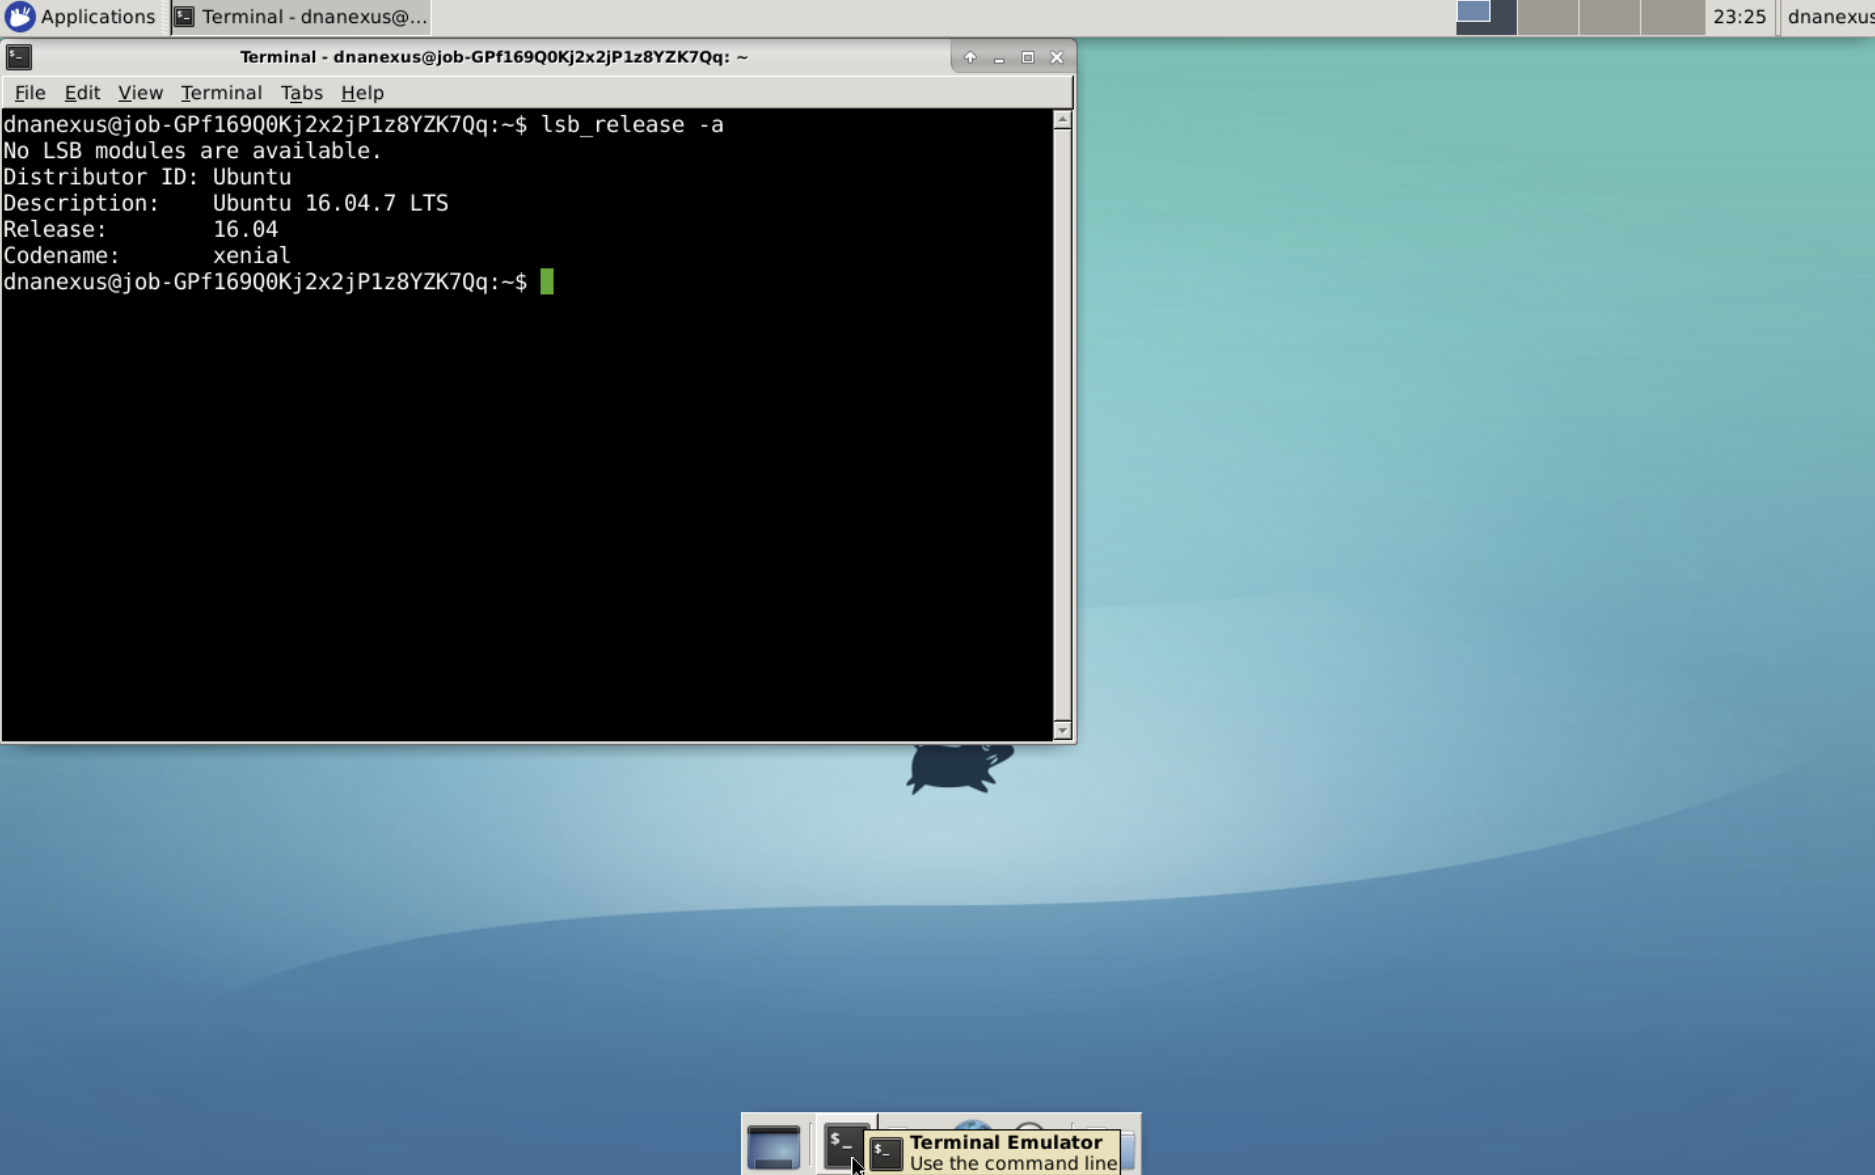 Applications
Terminal - dnanexus@...
23:25
dnanexus
Terminal - dnanexus@job-GPf169Q0Kj2x2jP1z8YZK7Qq: ~
File Edit View Terminal Tabs Help
dnanexus@job-GPf169Q0Kj2x2jP1z8YZK7Qq:~$ lsb_release -a
No LSB modules are available.
Distributor ID: Ubuntu
Description:    Ubuntu 16.04.7 LTS
Release:        16.04
Codename:       xenial
dnanexus@job-GPf169Q0Kj2x2jP1z8YZK7Qq:~$
$_
$_
Terminal Emulator
Use the command line